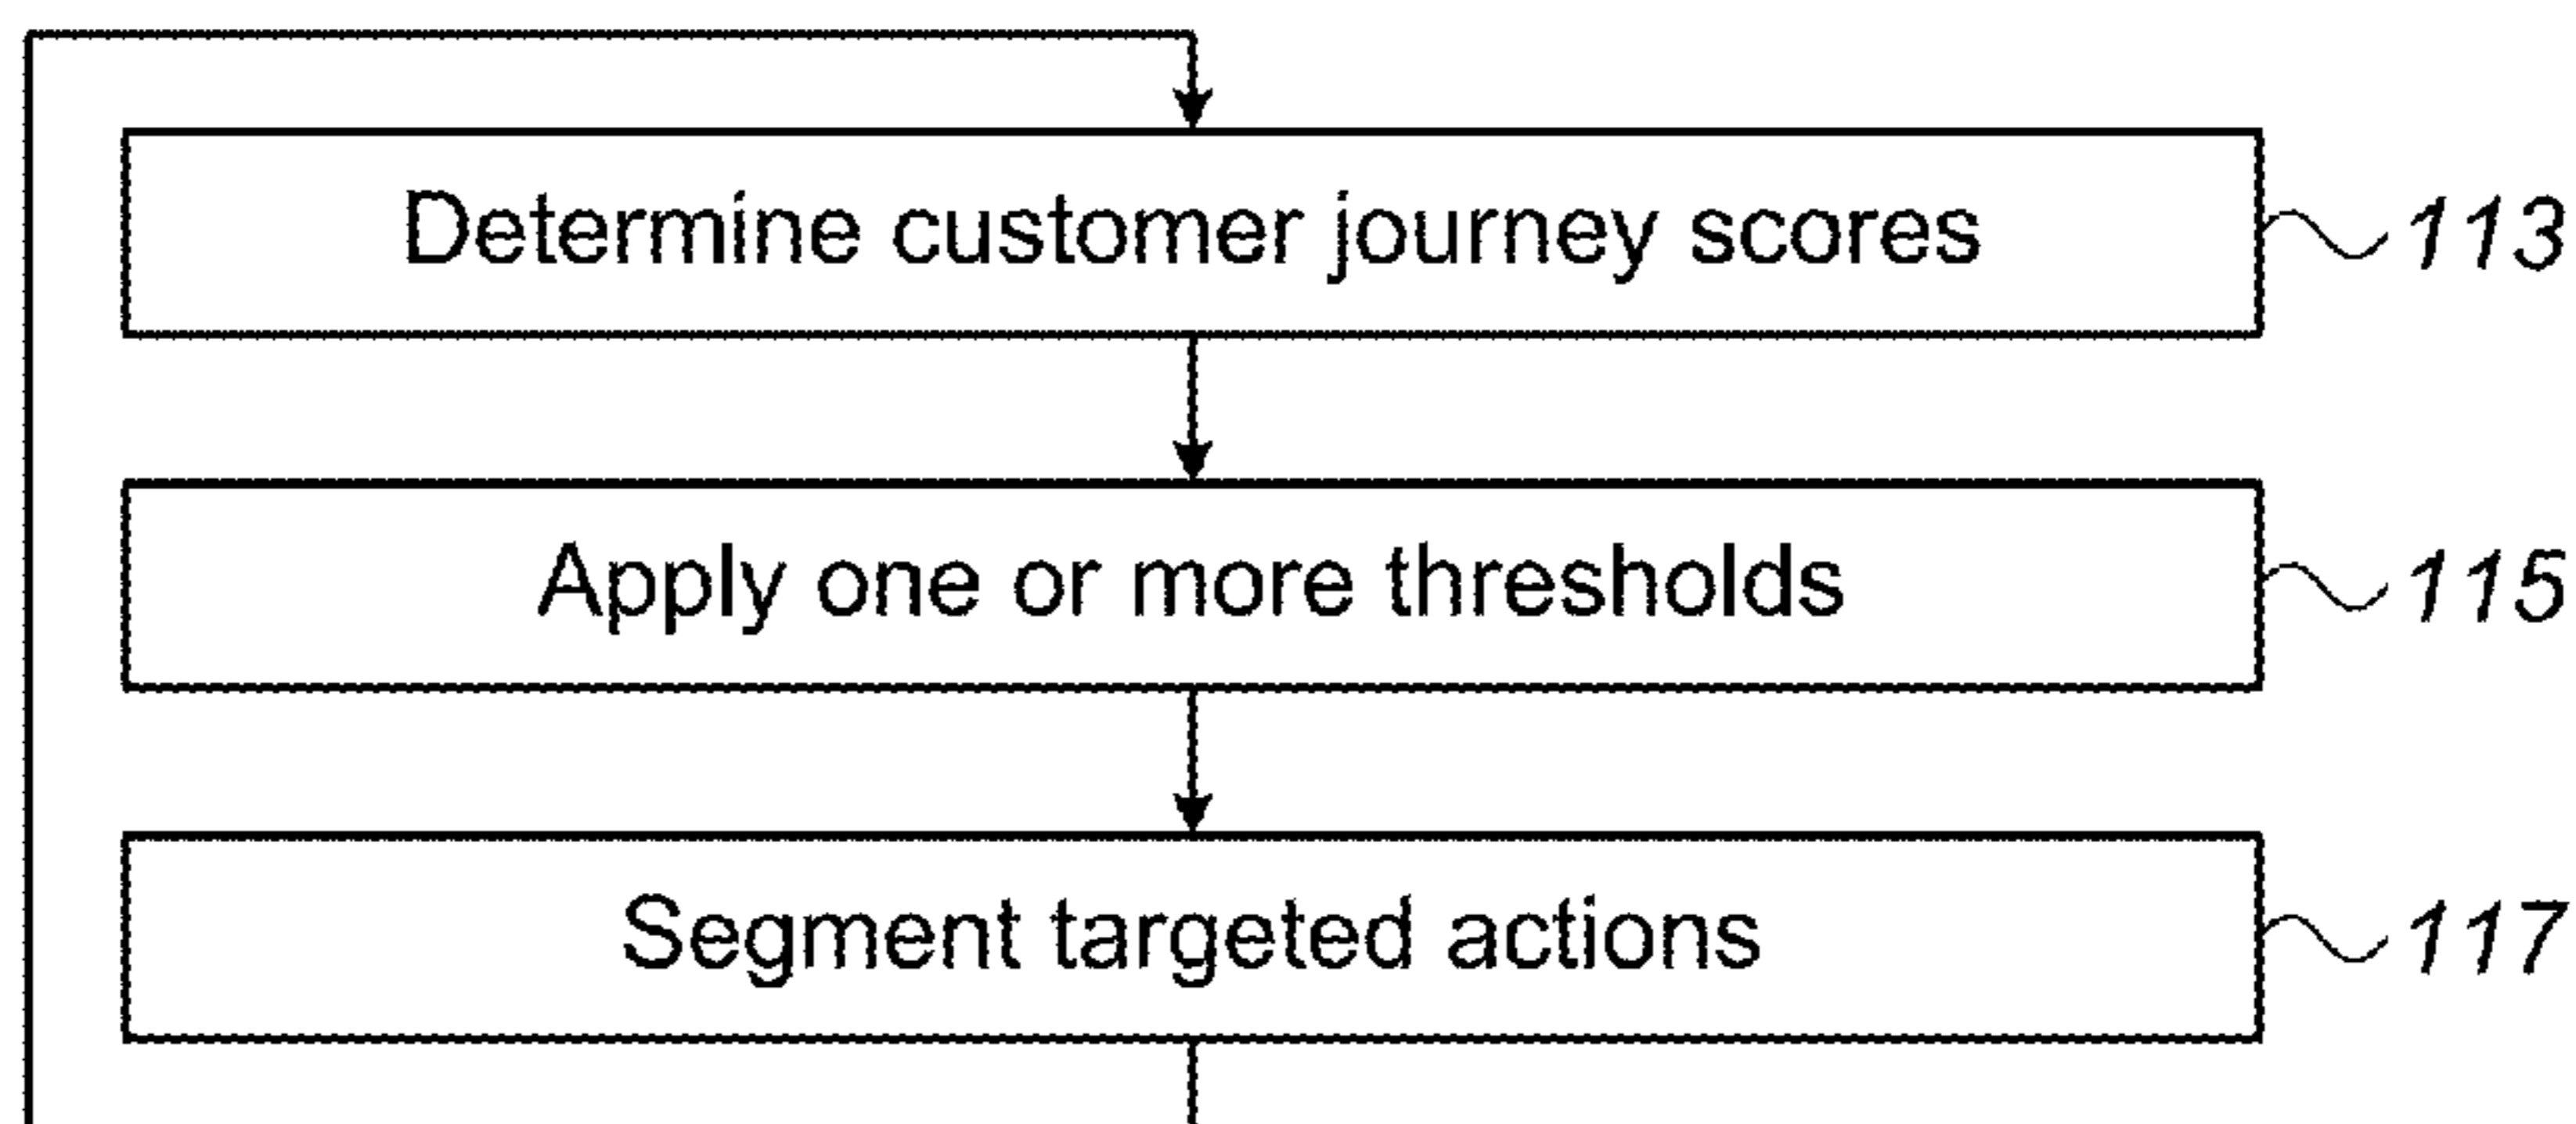 Determine customer journey scores 113
Apply one or more thresholds 115
Segment targeted actions 117